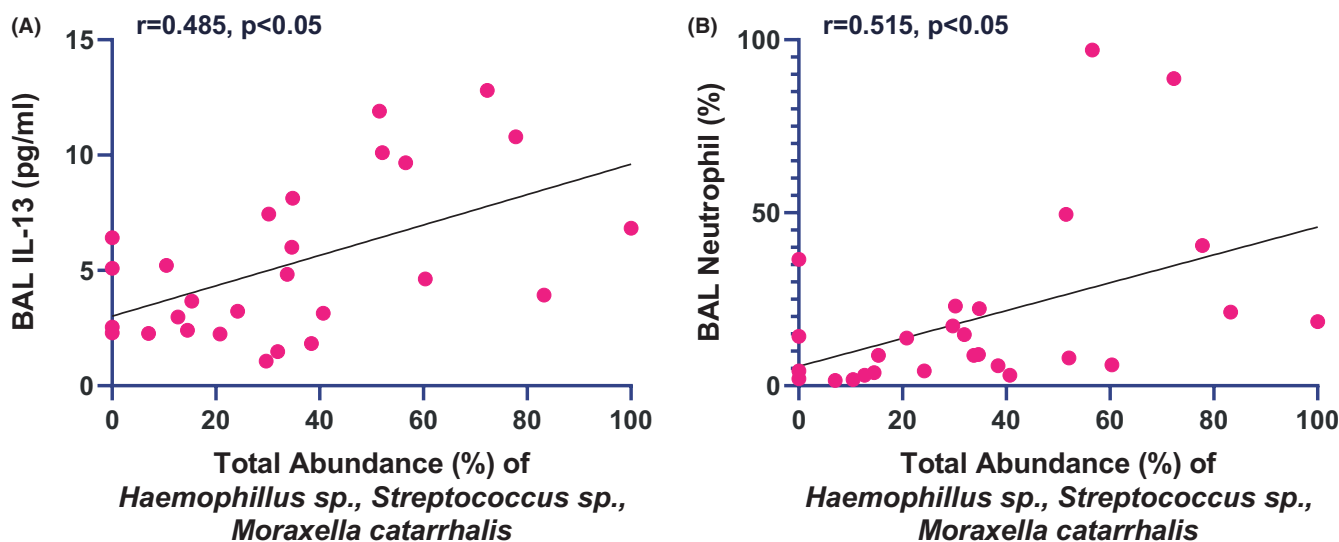 (A)
r=0.485, p<0.05
BAL IL-13 (pg/ml)
15
10
5
0
0 20 40 60 80 100
Total Abundance (%) of
Haemophillus sp., Streptococcus sp.,
Moraxella catarrhalis
(B)
r=0.515, p<0.05
BAL Neutrophil (%)
100
50
0
0 20 40 60 80 100
Total Abundance (%) of
Haemophillus sp., Streptococcus sp.,
Moraxella catarrhalis